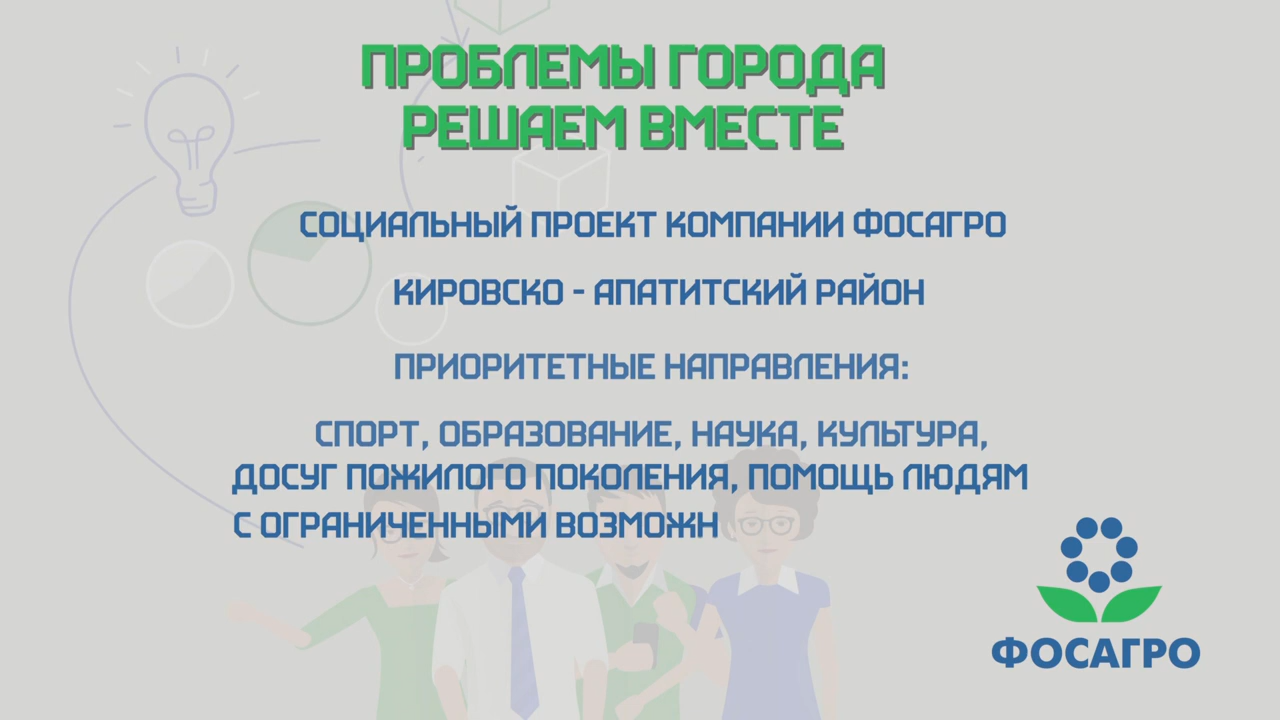 ПРОБЛЕМЫ ГОРОДА
РЕШАЕМ ВМЕСТЕ
СОЦИАЛЬНЫЙ ПРОЕКТ КОМПАНИИ ФОСАГРО
КИРОВСКО - АПАТИТСКИЙ РАЙОН
ПРИОРИТЕТНЫЕ НАПРАВЛЕНИЯ:
СПОРТ, ОБРАЗОВАНИЕ, НАУКА, КУЛЬТУРА,
ДОСУГ ПОЖИЛОГО ПОКОЛЕНИЯ, ПОМОЩЬ ЛЮДЯМ
С ОГРАНИЧЕННЫМИ ВОЗМОЖН
ФОСАГРО